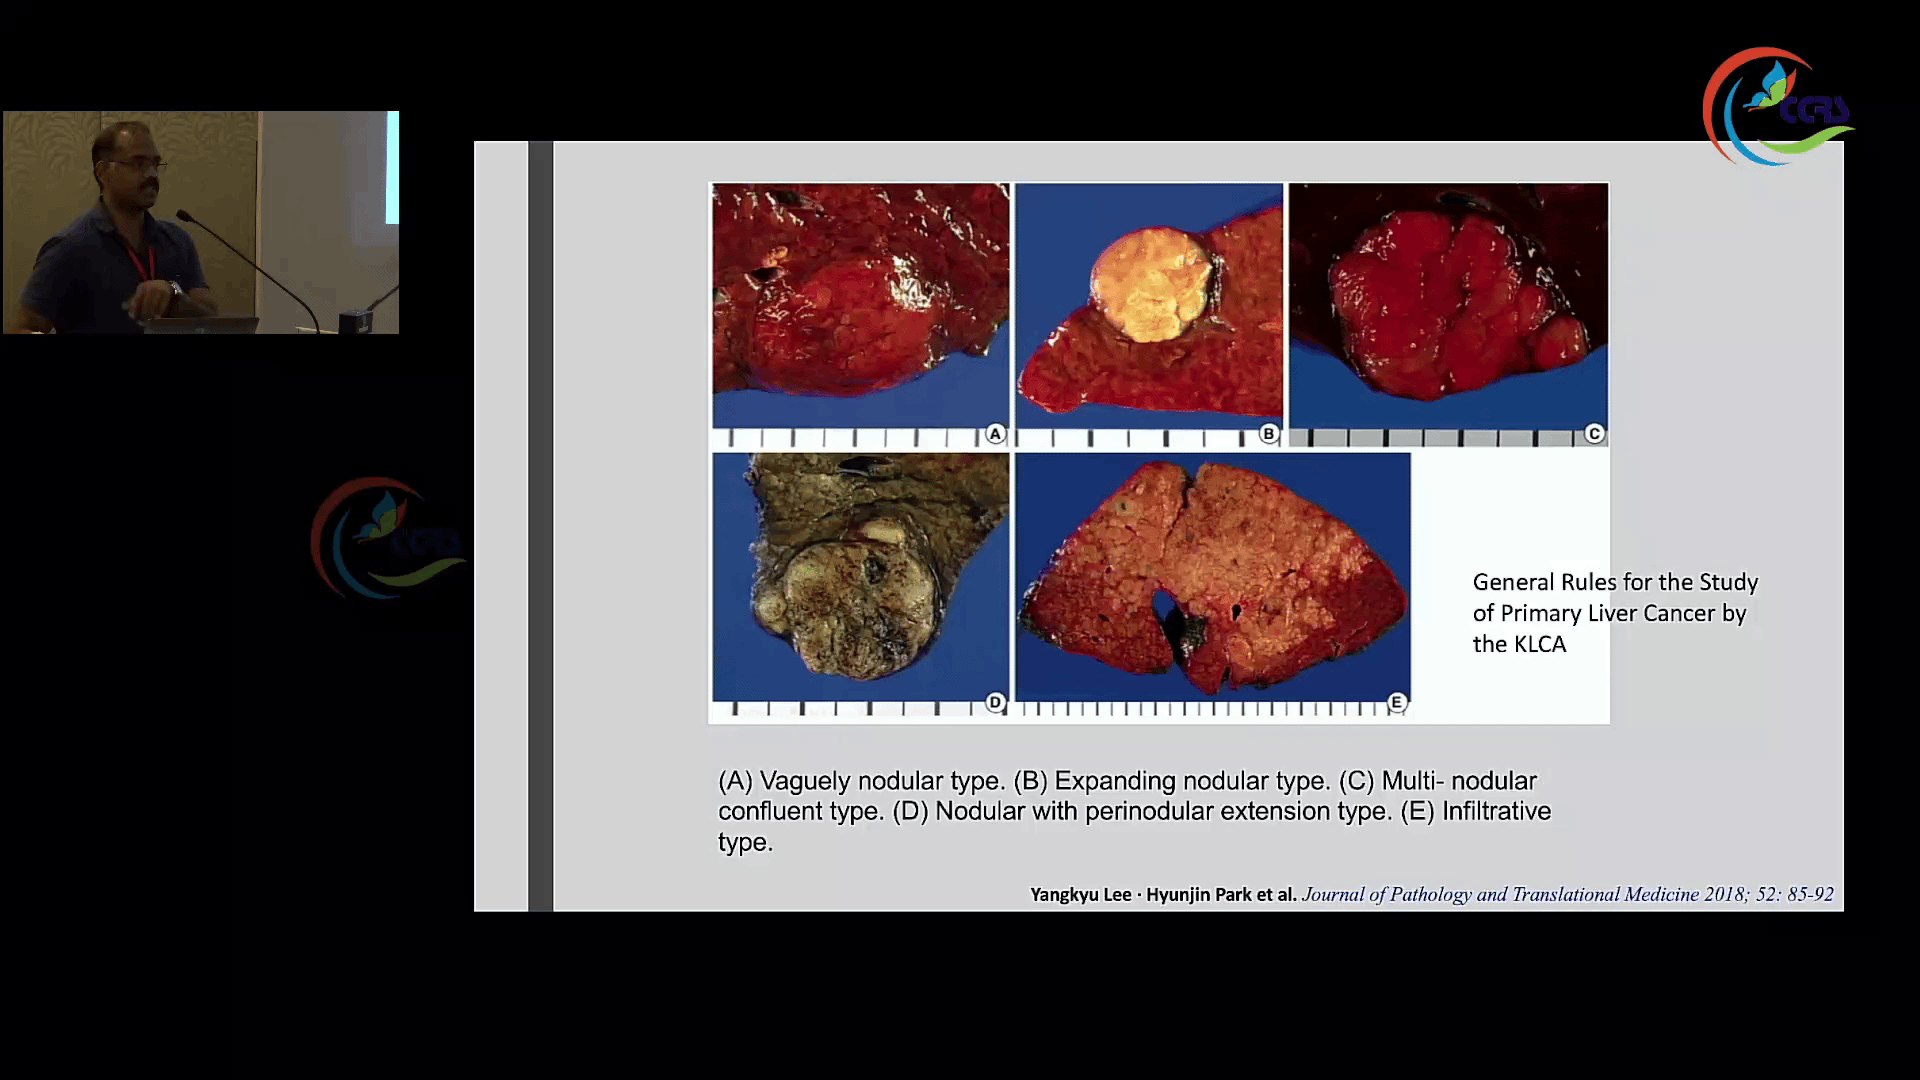 CCRS
A
B
C
D
E
CCRS
General Rules for the Study
of Primary Liver Cancer by
the KLCA
(A) Vaguely nodular type. (B) Expanding nodular type. (C) Multi- nodular
confluent type. (D) Nodular with perinodular extension type. (E) Infiltrative
type.
Yangkyu Lee · Hyunjin Park et al. Journal of Pathology and Translational Medicine 2018; 52: 85-92